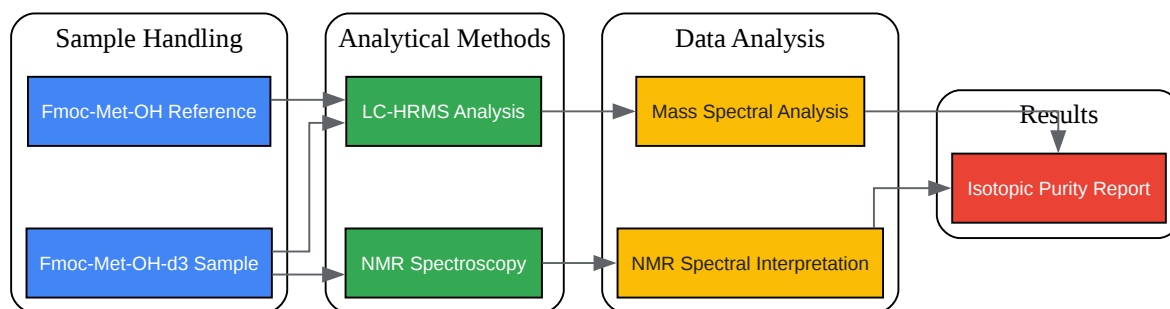 Sample Handling
Analytical Methods
Data Analysis
Results
Fmoc-Met-OH Reference
LC-HRMS Analysis
Mass Spectral Analysis
Isotopic Purity Report
Fmoc-Met-OH-d3 Sample
NMR Spectroscopy
NMR Spectral Interpretation